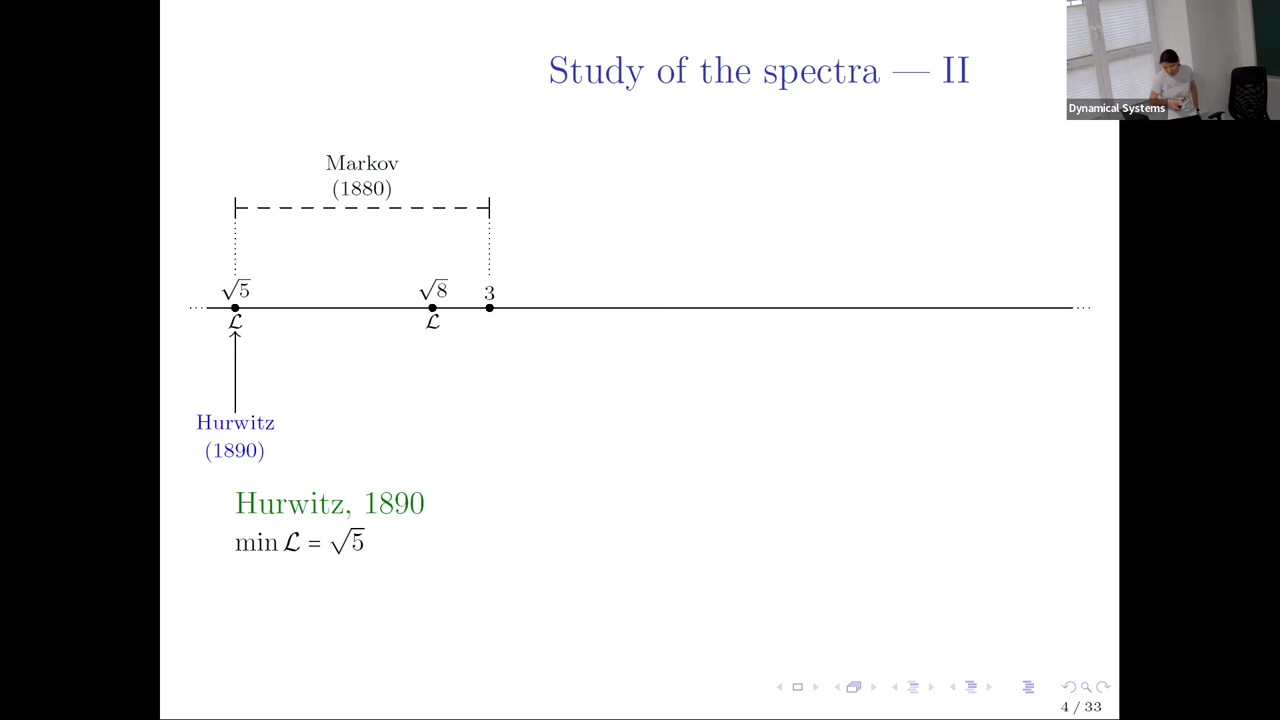 Study of the spectra — II
Dynamical Systems
Markov
(1880)
√5
√8
3
ℒ
ℒ
Hurwitz
(1890)
Hurwitz, 1890
min ℒ = √5
4 / 33